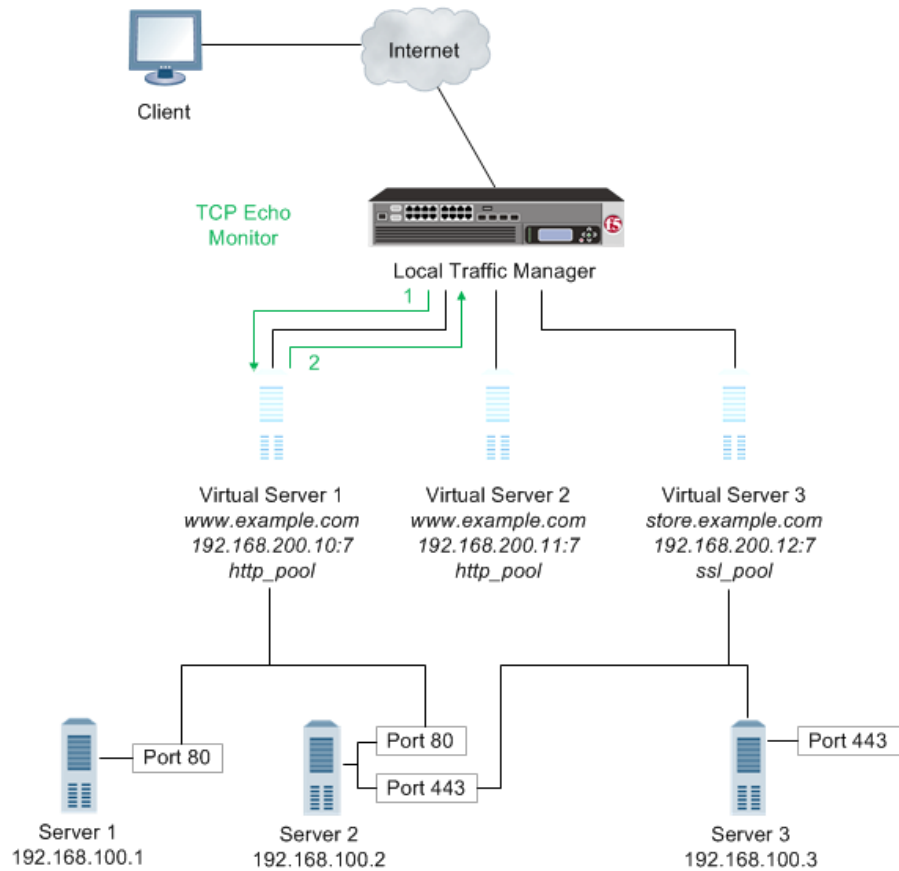 Internet
Client
TCP Echo
Monitor
f5
Local Traffic Manager
1
2
Virtual Server 1
www.example.com
192.168.200.10:7
http_pool
Virtual Server 2
www.example.com
192.168.200.11:7
http_pool
Virtual Server 3
store.example.com
192.168.200.12:7
ssl_pool
Port 80
Port 80
Port 443
Port 443
Server 1
192.168.100.1
Server 2
192.168.100.2
Server 3
192.168.100.3